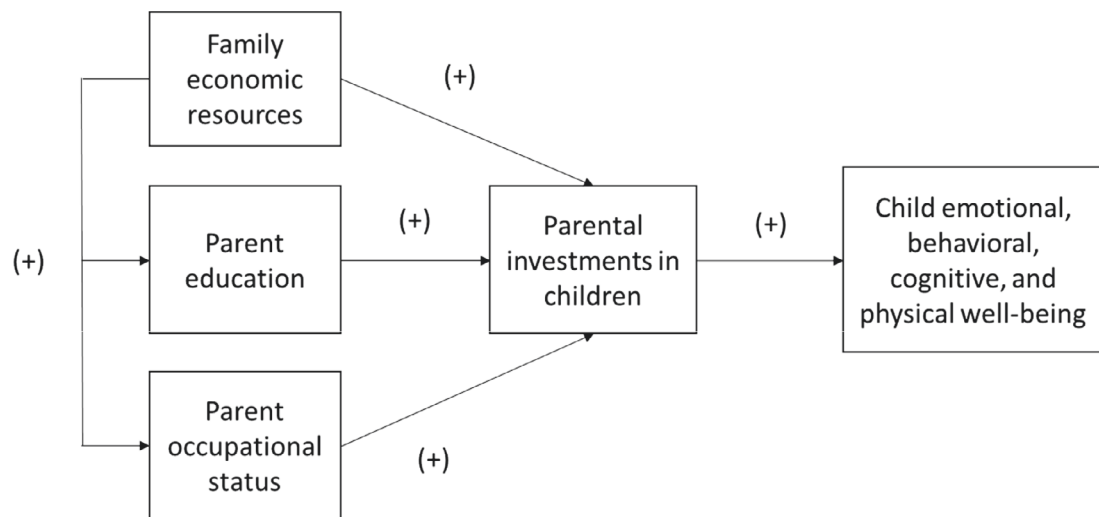 Family
economic
resources
(+)
Parent
education
(+)
Parental
investments in
children
(+)
Child emotional,
behavioral,
cognitive, and
physical well-being
(+)
Parent
occupational
status
(+)